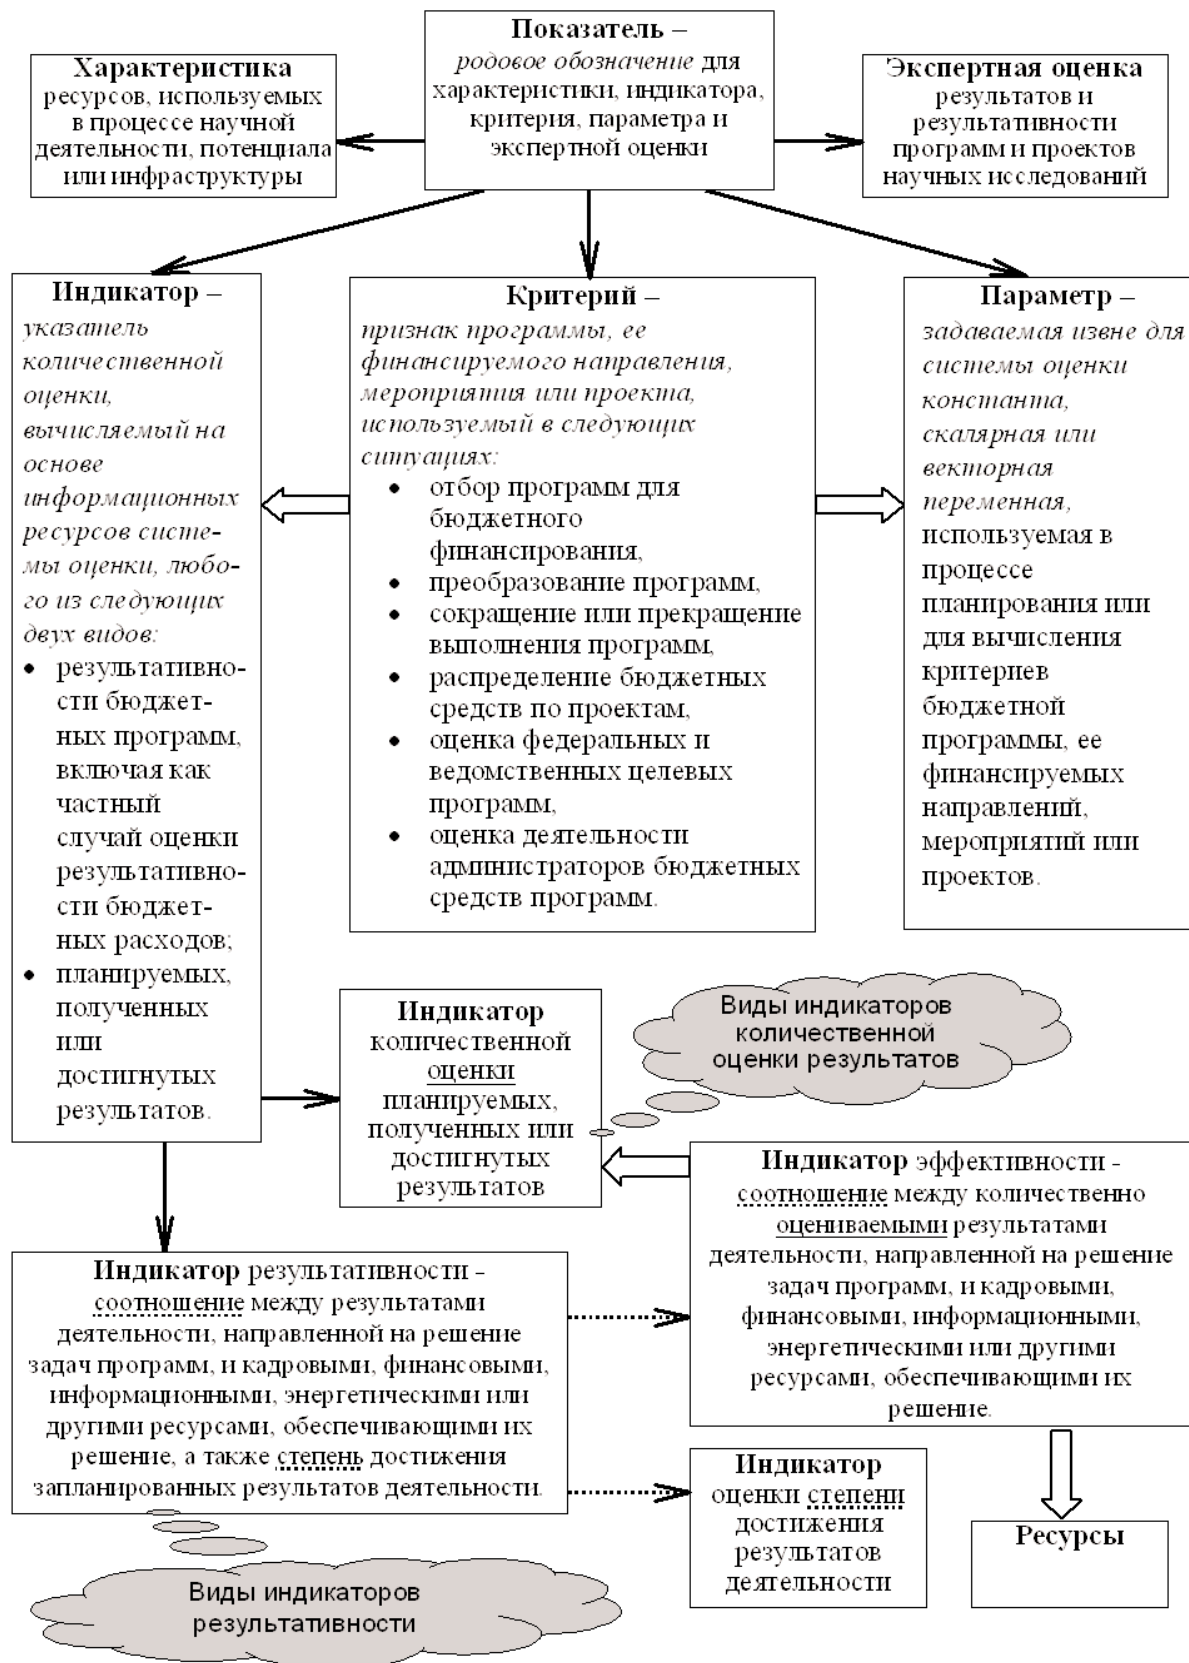 Показатель –
родовое обозначение для
характеристики, индикатора,
критерия, параметра и
экспертной оценки
Характеристика
ресурсов, используемых
в процессе научной
деятельности, потенциала
или инфраструктуры
Экспертная оценка
результатов и
результативности
программ и проектов
научных исследований
Индикатор –
указатель
количественной
оценки,
вычисляемый на
основе
информационных
ресурсов систе-
мы оценки, любо-
го из следующих
двух видов:
• результативно-
сти бюджет-
ных программ,
включая как
частный
случай оценки
результативно-
сти бюджет-
ных расходов;
• планируемых,
полученных
или
достигнутых
результатов.
Критерий –
признак программы, ее
финансируемого направления,
мероприятия или проекта,
используемый в следующих
ситуациях:
• отбор программ для
бюджетного
финансирования,
• преобразование программ,
• сокращение или прекращение
выполнения программ,
• распределение бюджетных
средств по проектам,
• оценка федеральных и
ведомственных целевых
программ,
• оценка деятельности
администраторов бюджетных
средств программ.
Параметр –
задаваемая извне для
системы оценки
константа,
скалярная или
векторная
переменная,
используемая в
процессе
планирования или
для вычисления
критериев
бюджетной
программы, ее
финансируемых
направлений,
мероприятий или
проектов.
Индикатор
количественной
оценки
планируемых,
полученных или
достигнутых
результатов
Виды индикаторов
количественной
оценки результатов
Индикатор эффективности -
соотношение между количественно
оцениваемыми результатами
деятельности, направленной на решение
задач программ, и кадровыми,
финансовыми, информационными,
энергетическими или другими
ресурсами, обеспечивающими их
решение.
Индикатор результативности -
соотношение между результатами
деятельности, направленной на решение
задач программ, и кадровыми, финансовыми,
информационными, энергетическими или
другими ресурсами, обеспечивающими их
решение, а также степень достижения
запланированных результатов деятельности.
Индикатор
оценки степени
достижения
результатов
деятельности
Ресурсы
Виды индикаторов
результативности